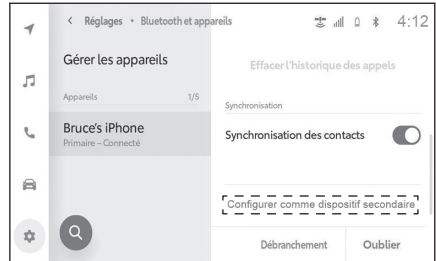 < Réglages • Bluetooth et appareils
4:12
Gérer les appareils
Appareils 1/5
Bruce's iPhone
Primaire – Connecté
Effacer l'historique des appels
Synchronisation
Synchronisation des contacts
Configurer comme dispositif secondaire
Débranchement Oublier